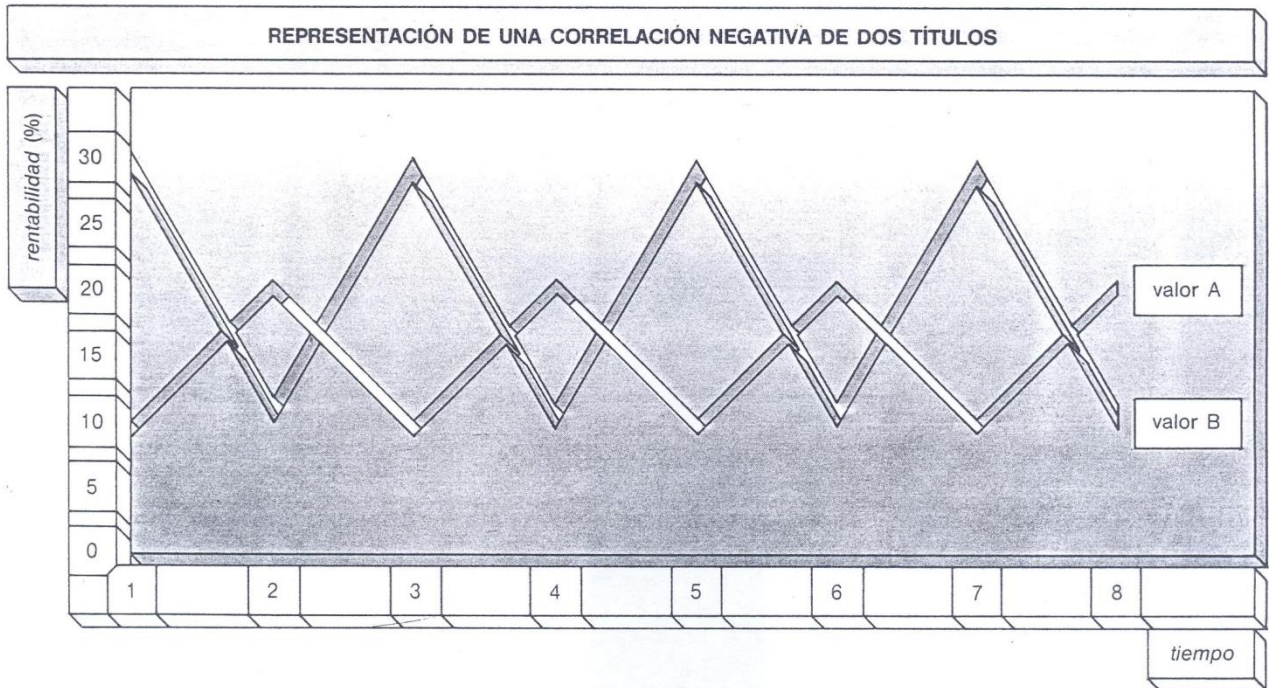 REPRESENTACIÓN DE UNA CORRELACIÓN NEGATIVA DE DOS TÍTULOS
rentabilidad (%)
30
25
20
15
10
5
0
valor A
valor B
1 2 3 4 5 6 7 8
tiempo